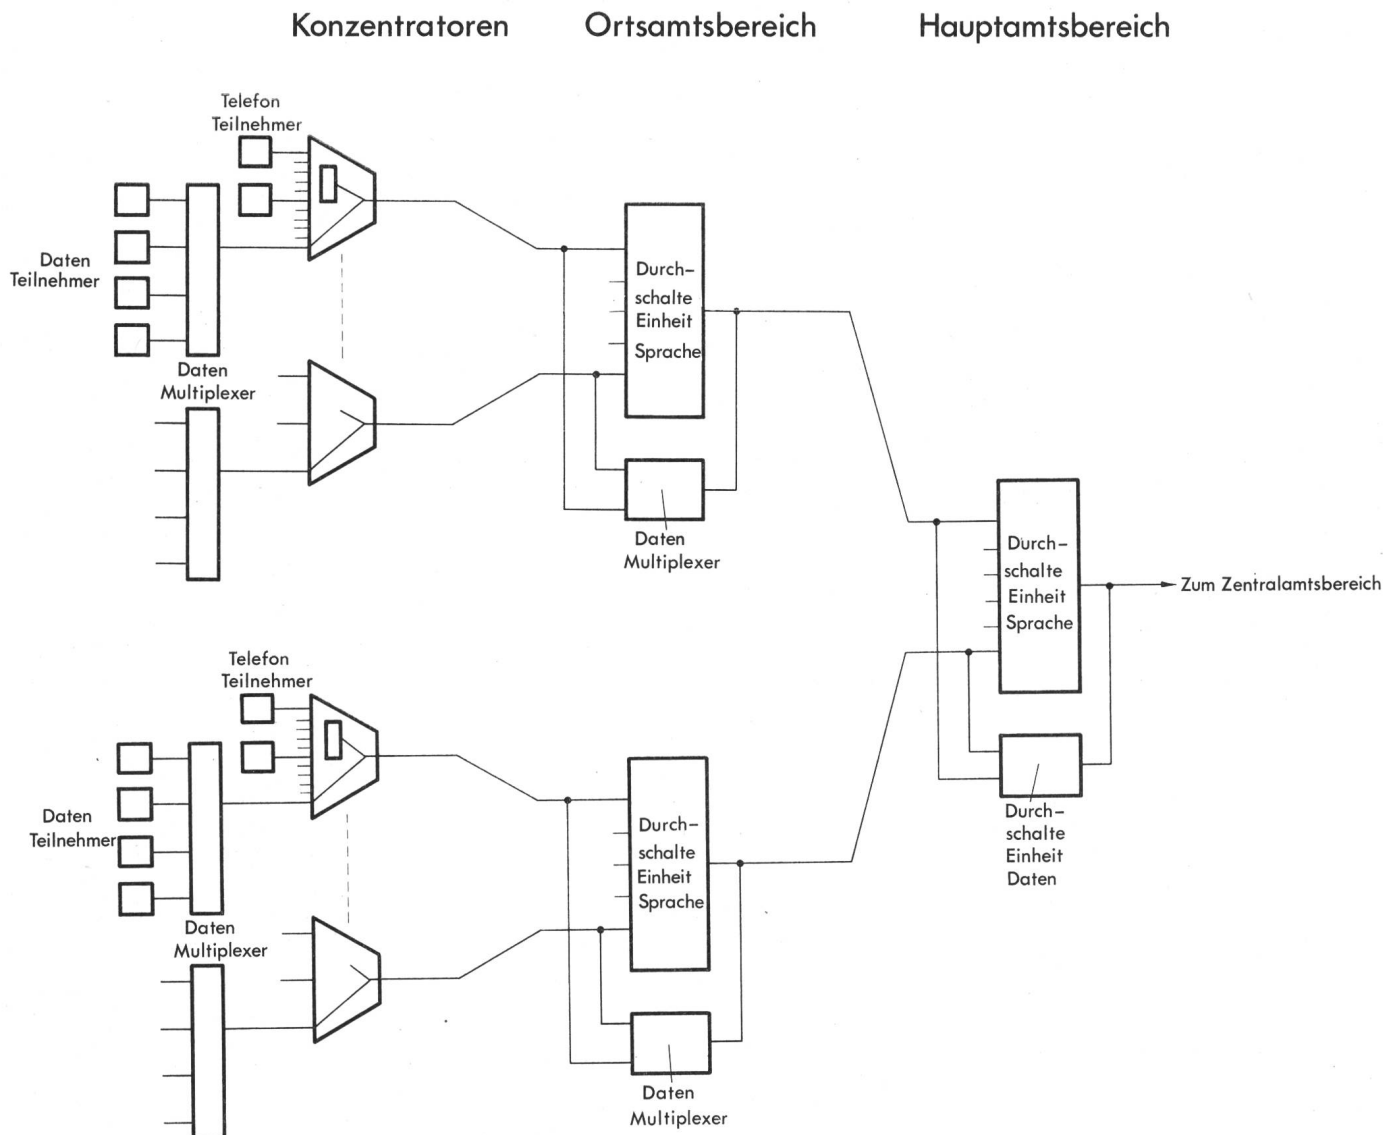 Konzentratoren Ortsamtsbereich Hauptamtsbereich
Telefon
Teilnehmer
Daten
Teilnehmer
Daten
Multiplexer
Durch-
schalte
Einheit
Sprache
Daten
Multiplexer
Durch-
schalte
Einheit
Sprache
Zum Zentralamtsbereich
Durch-
schalte
Einheit
Daten
Telefon
Teilnehmer
Daten
Teilnehmer
Daten
Multiplexer
Durch-
schalte
Einheit
Sprache
Daten
Multiplexer